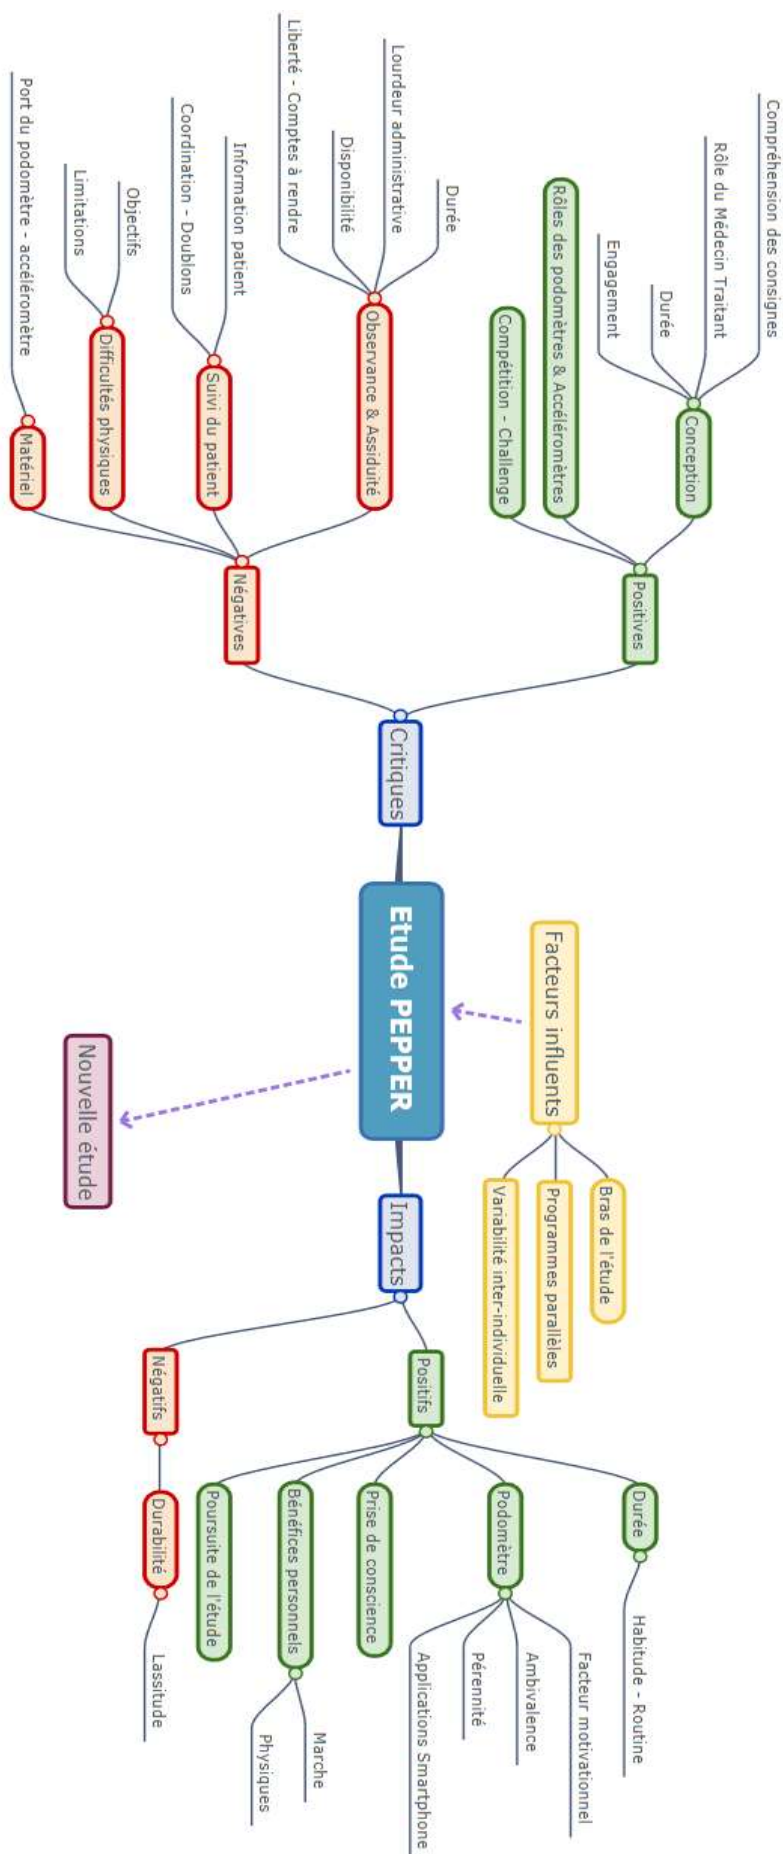 Compréhension des consignes
Rôle du Médecin Traitant
Durée
Engagement
Conception
Rôles des podomètres & Accéléromètres
Compétition - Challenge
Positives
Durée
Lourdeur administrative
Disponibilité
Liberté - Comptes à rendre
Observance & Assiduité
Information patient
Coordination - Doublons
Suivi du patient
Objectifs
Limitations
Difficultés physiques
Port du podomètre - accéléromètre
Matériel
Négatives
Critiques
Etude PEPPER
Facteurs influents
Bras de l'étude
Programmes parallèles
Variabilité inter-individuelle
Nouvelle étude
Impacts
Positifs
Durée
Habitude - Routine
Podomètre
Facteur motivationnel
Ambivalence
Pérennité
Applications Smartphone
Prise de conscience
Bénéfices personnels
Marche
Physiques
Poursuite de l'étude
Négatifs
Durabilité
Lassitude